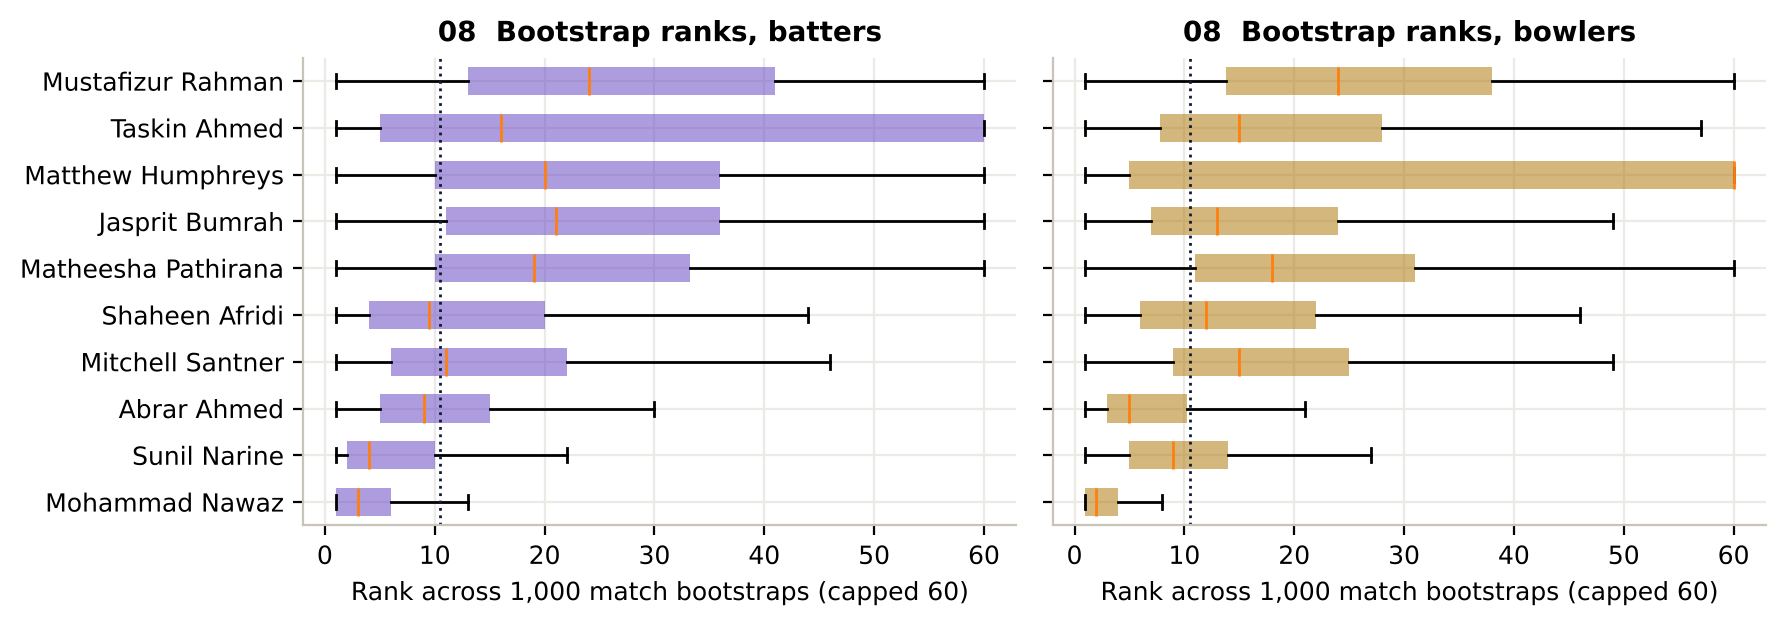 08  Bootstrap ranks, batters
Mustafizur Rahman
Taskin Ahmed
Matthew Humphreys
Jasprit Bumrah
Matheesha Pathirana
Shaheen Afridi
Mitchell Santner
Abrar Ahmed
Sunil Narine
Mohammad Nawaz
0 10 20 30 40 50 60
Rank across 1,000 match bootstraps (capped 60)
08  Bootstrap ranks, bowlers
0 10 20 30 40 50 60
Rank across 1,000 match bootstraps (capped 60)